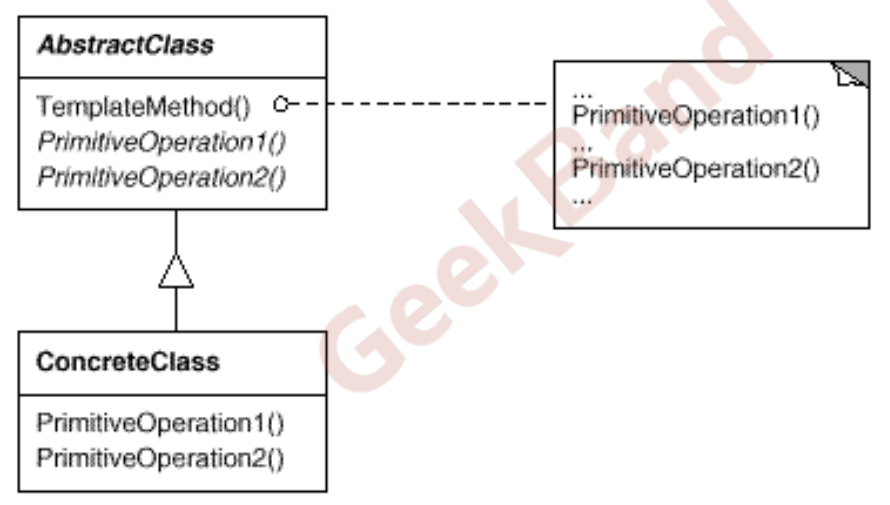 AbstractClass
TemplateMethod()
PrimitiveOperation1()
PrimitiveOperation2()
...
PrimitiveOperation1()
...
PrimitiveOperation2()
...
ConcreteClass
PrimitiveOperation1()
PrimitiveOperation2()
GeekBand